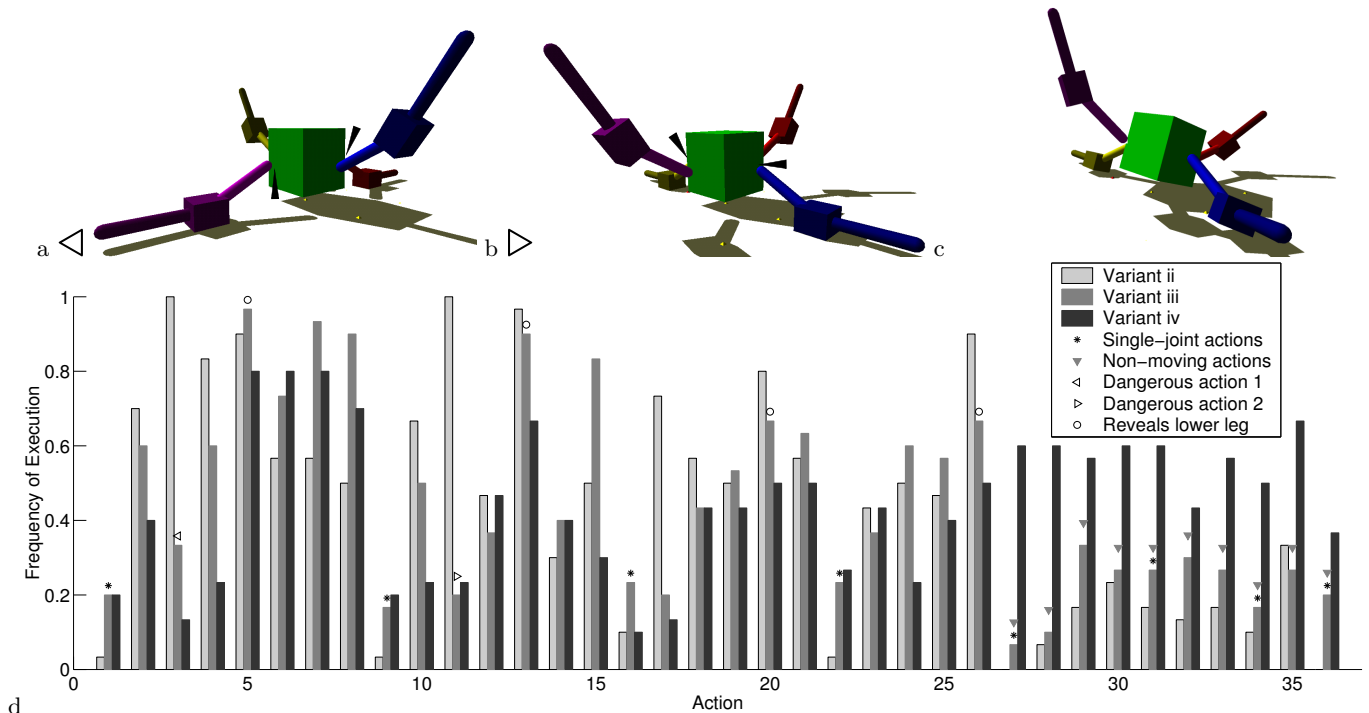 a
b
c
Variant ii
Variant iii
Variant iv
Single-joint actions
Non-moving actions
Dangerous action 1
Dangerous action 2
Reveals lower leg
1
0.8
0.6
0.4
0.2
0
Frequency of Execution
0 5 10 15 20 25 30 35
Action
d